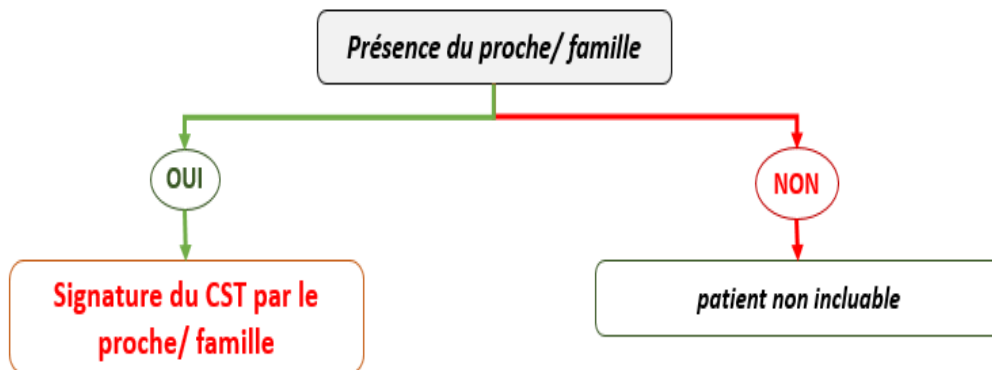 Présence du proche/ famille
OUI
NON
Signature du CST par le
proche/ famille
patient non incluable